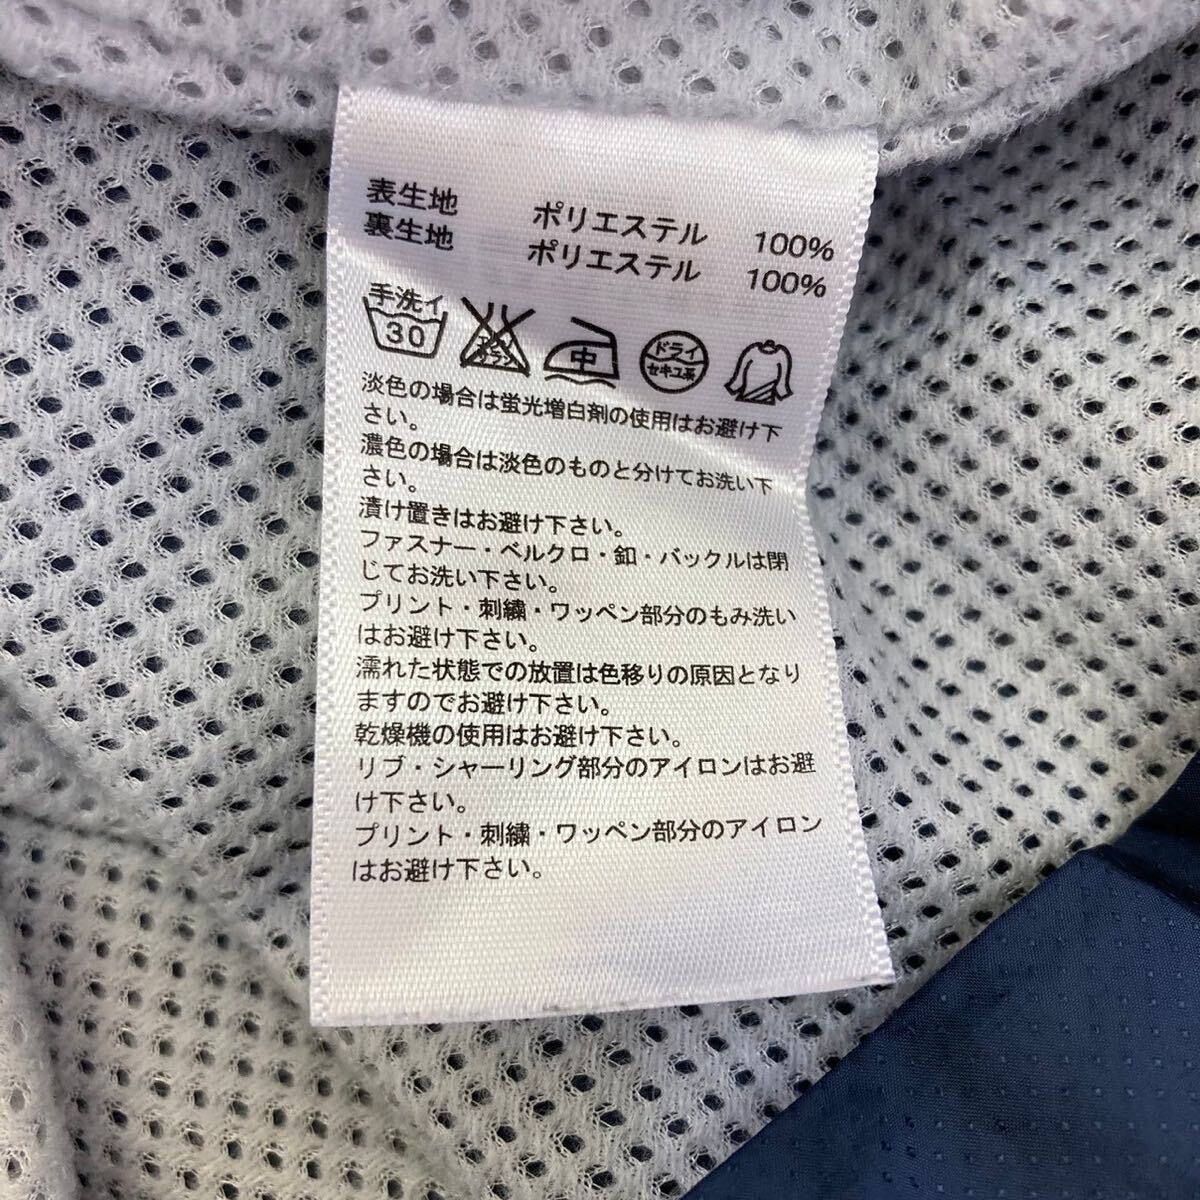 表生地 ポリエステル 100%
裏生地 ポリエステル 100%
手洗イ
30
エンソ
サラシ
中
ドライ
セキユ系
淡色の場合は蛍光増白剤の使用はお避け下
さい。
濃色の場合は淡色のものと分けてお洗い下
さい。
漬け置きはお避け下さい。
ファスナー・ベルクロ・釦・バックルは閉
じてお洗い下さい。
プリント・刺繍・ワッペン部分のもみ洗い
はお避け下さい。
濡れた状態での放置は色移りの原因となり
ますのでお避け下さい。
乾燥機の使用はお避け下さい。
リブ・シャーリング部分のアイロンはお避
け下さい。
プリント・刺繍・ワッペン部分のアイロン
はお避け下さい。